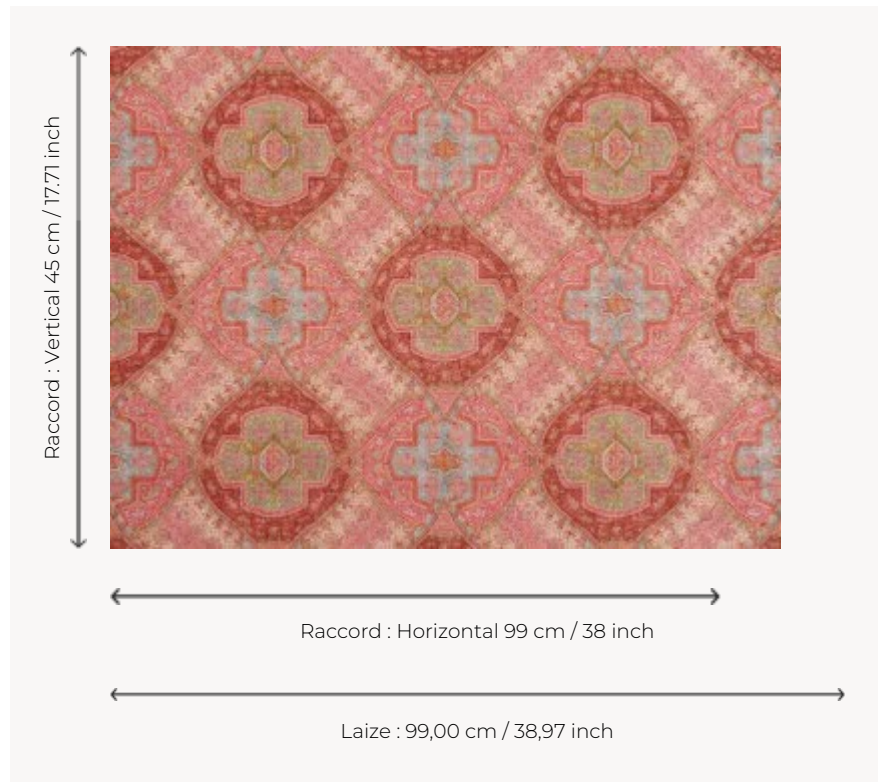 Raccord : Vertical 45 cm / 17.71 inch
Raccord : Horizontal 99 cm / 38 inch
Laize : 99,00 cm / 38,97 inch